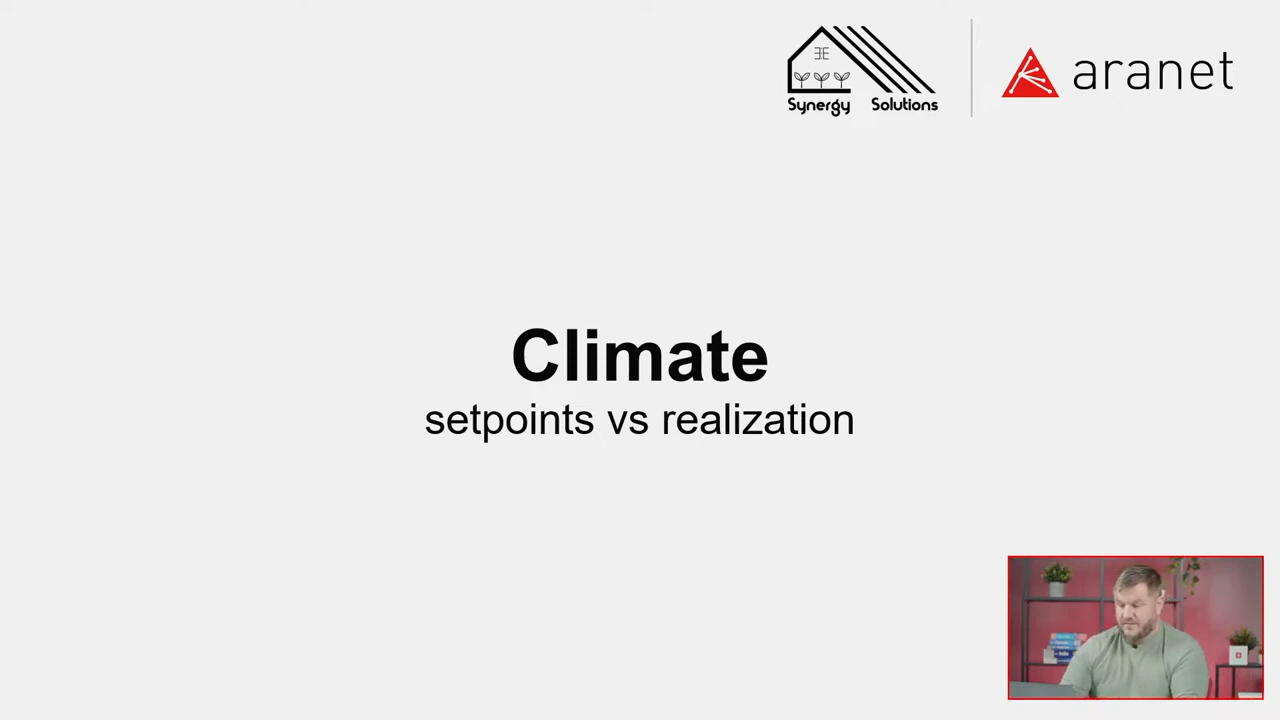 Synergy Solutions
aranet
Climate
setpoints vs realization